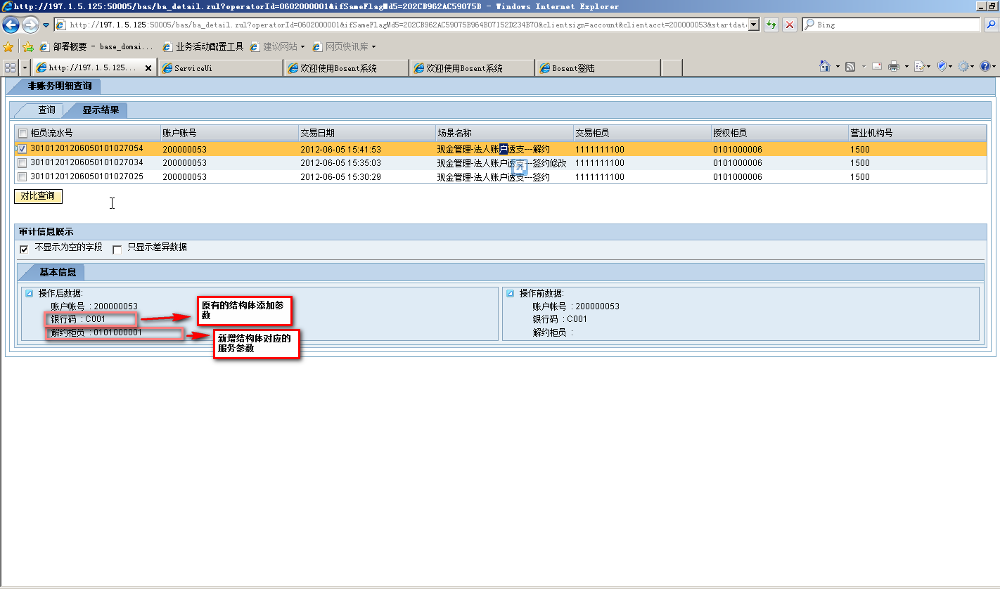 http://197.1.5.125:50005/bas/ba_detail.zul?operatorId=0602000001&ifSameFlagMd5=202CB962AC59075B - Windows Internet Explorer
http://197.1.5.125:50005/bas/ba_detail.zul?operatorId=0602000001&ifSameFlagMd5=202CB962AC59075B964B07152D234B70&clientsign=account&clientacct=200000053&startdat
Bing
部署概要 - base_domai...
业务活动配置工具
建议网站
网页快讯库
http://197.1.5.125...
ServiceUi
欢迎使用Bosent系统
欢迎使用Bosent系统
Bosent登陆
非账务明细查询
查询 显示结果
柜员流水号 账户账号 交易日期 场景名称 交易柜员 授权柜员 营业机构号
30101201206050101027054 200000053 2012-06-05 15:41:53 现金管理-法人账户透支---解约 1111111100 0101000006 1500
30101201206050101027034 200000053 2012-06-05 15:35:03 现金管理-法人账户透支---签约修改 1111111100 0101000006 1500
30101201206050101027025 200000053 2012-06-05 15:30:29 现金管理-法人账户透支---签约 1111111100 0101000006 1500
对比查询
审计信息展示
不显示为空的字段 只显示差异数据
基本信息
操作后数据:
账户帐号 : 200000053
银行码 : C001
解约柜员 : 0101000001
原有的结构体添加参
数
新增结构体对应的
服务参数
操作前数据:
账户帐号 : 200000053
银行码 : C001
解约柜员 :